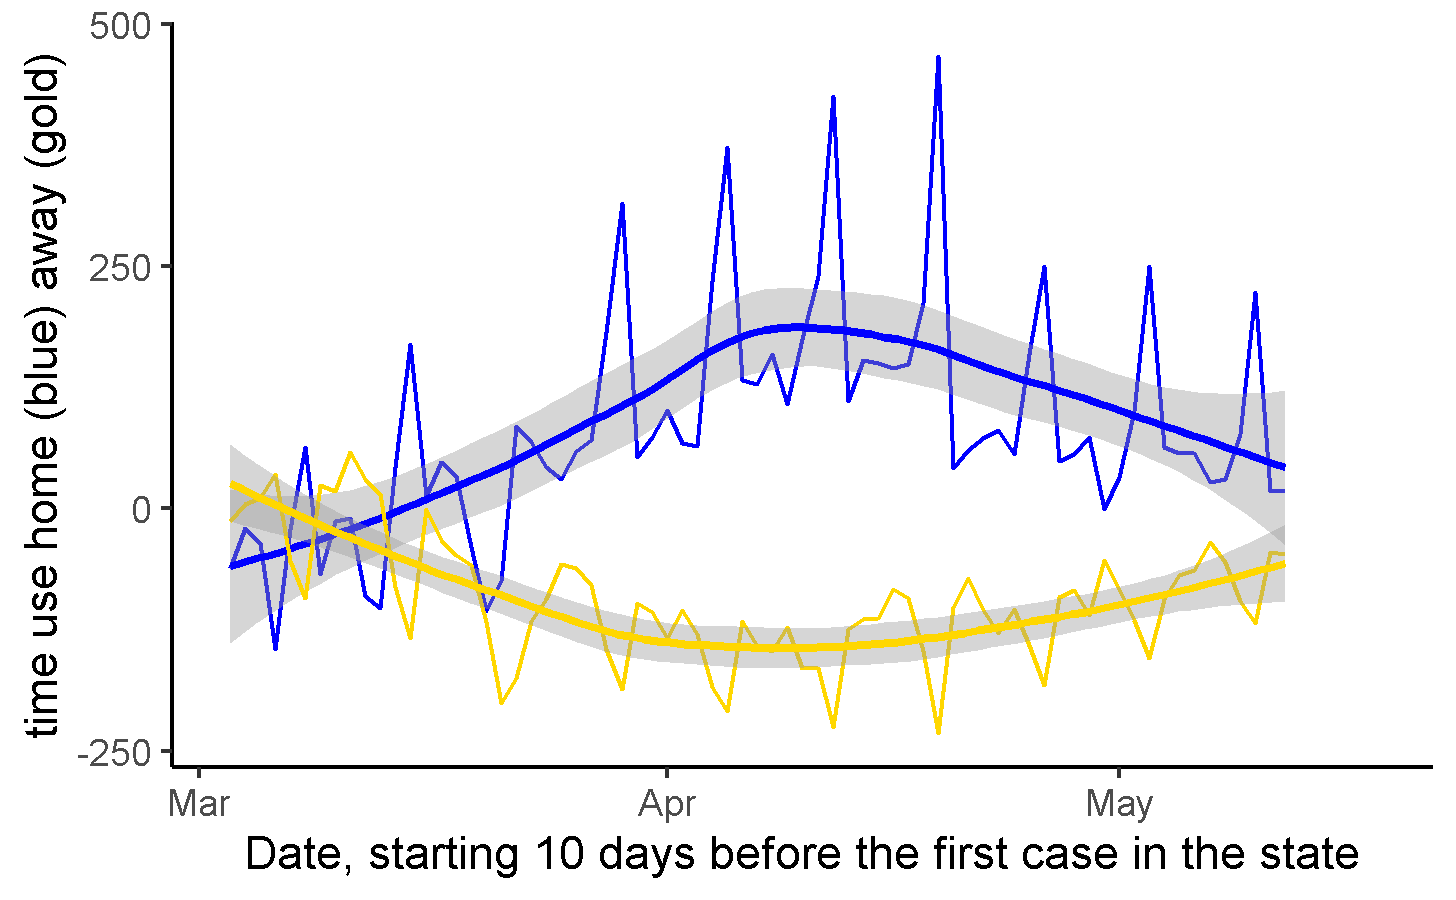 500
250
0
-250
time use home (blue) away (gold)
Mar
Apr
May
Date, starting 10 days before the first case in the state